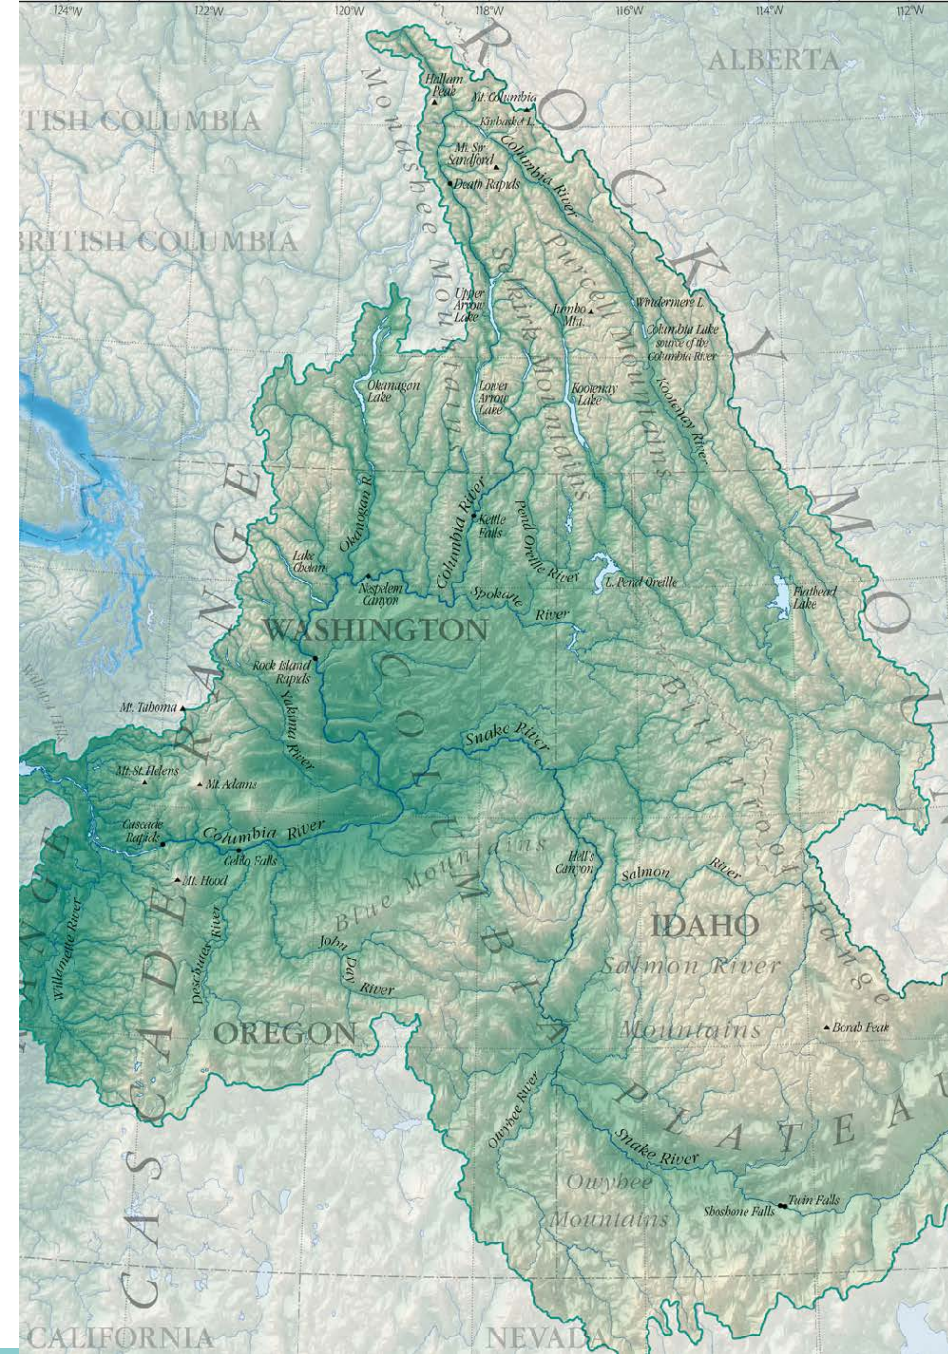 124°W 122°W 120°W 118°W 116°W 114°W 112°W
ROCKY MOU
ALBERTA
TISH COLUMBIA
BRITISH COLUMBIA
Hallam
Peak
Mt. Columbia
Kinbasket L.
Mt. Sir
Sandford
Columbia River
Death Rapids
Monashee Mountains
Selkirk Mountains
Purcell Mountains
Upper
Arrow
Lake
Jumbo
Mtn.
Windermere L.
Columbia Lake
source of the
Columbia River
Okanagan
Lake
Lower
Arrow
Lake
Kootenay
Lake
Kootenay River
Okanogan R.
Columbia River
Kettle
Falls
Pend Oreille River
Lake
Chelan
Nespelem
Canyon
Spokane
River
L. Pend Oreille
Flathead
Lake
WASHINGTON
Rock Island
Rapids
Yakima River
Mt. Tahoma
Snake River
Bitterroot Range
Mt. St. Helens
Mt. Adams
Cascade
Rapids
Columbia River
Celilo Falls
Mt. Hood
Hell's
Canyon
Salmon
River
Blue Mountains
IDAHO
Salmon River
Mountains
Willamette River
Deschutes River
John
Day
River
OREGON
Borah Peak
COLUMBIA
PLATEA
CASCADE RANGE
Owyhee River
Snake River
Owyhee
Mountains
Shoshone Falls
Twin Falls
CALIFORNIA
NEVADA